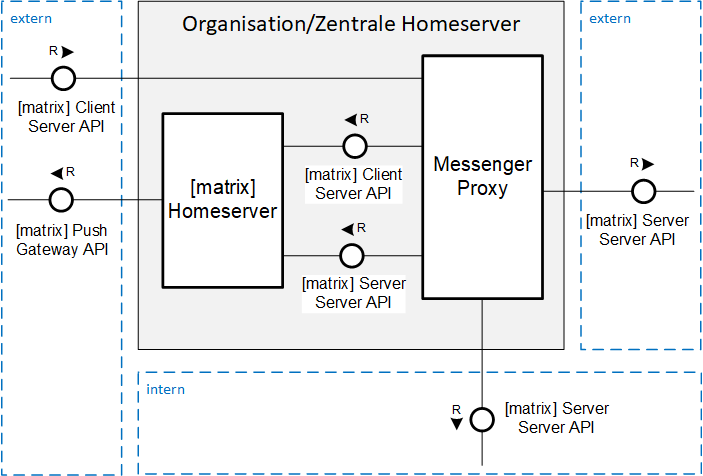 extern
Organisation/Zentrale Homeserver
extern
R
[matrix] Client
Server API
R
[matrix] Push
Gateway API
[matrix]
Homeserver
R
[matrix] Client
Server API
R
[matrix] Server
Server API
Messenger
Proxy
R
[matrix] Server
Server API
intern
R
[matrix] Server
Server API